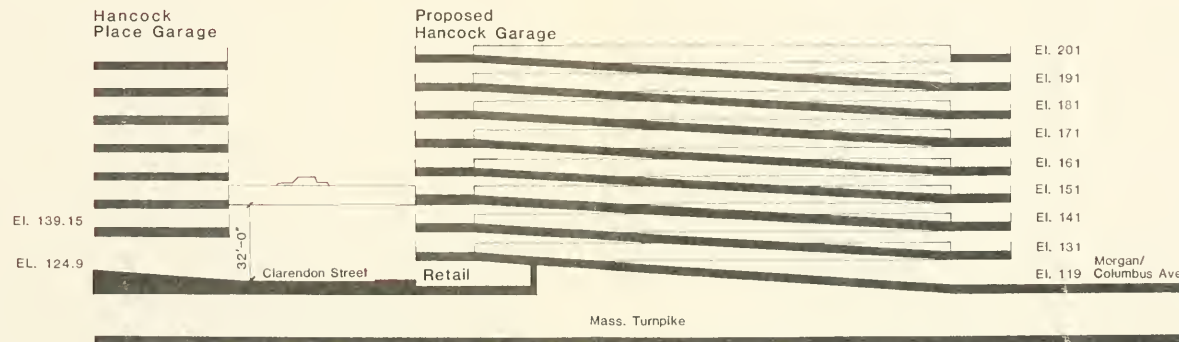 Hancock
Place Garage
Proposed
Hancock Garage
El. 201
El. 191
El. 181
El. 171
El. 161
El. 151
El. 141
El. 131
El. 119
Morgan/
Columbus Ave
El. 139.15
EL. 124.9
32'-0"
Clarendon Street
Retail
Mass. Turnpike